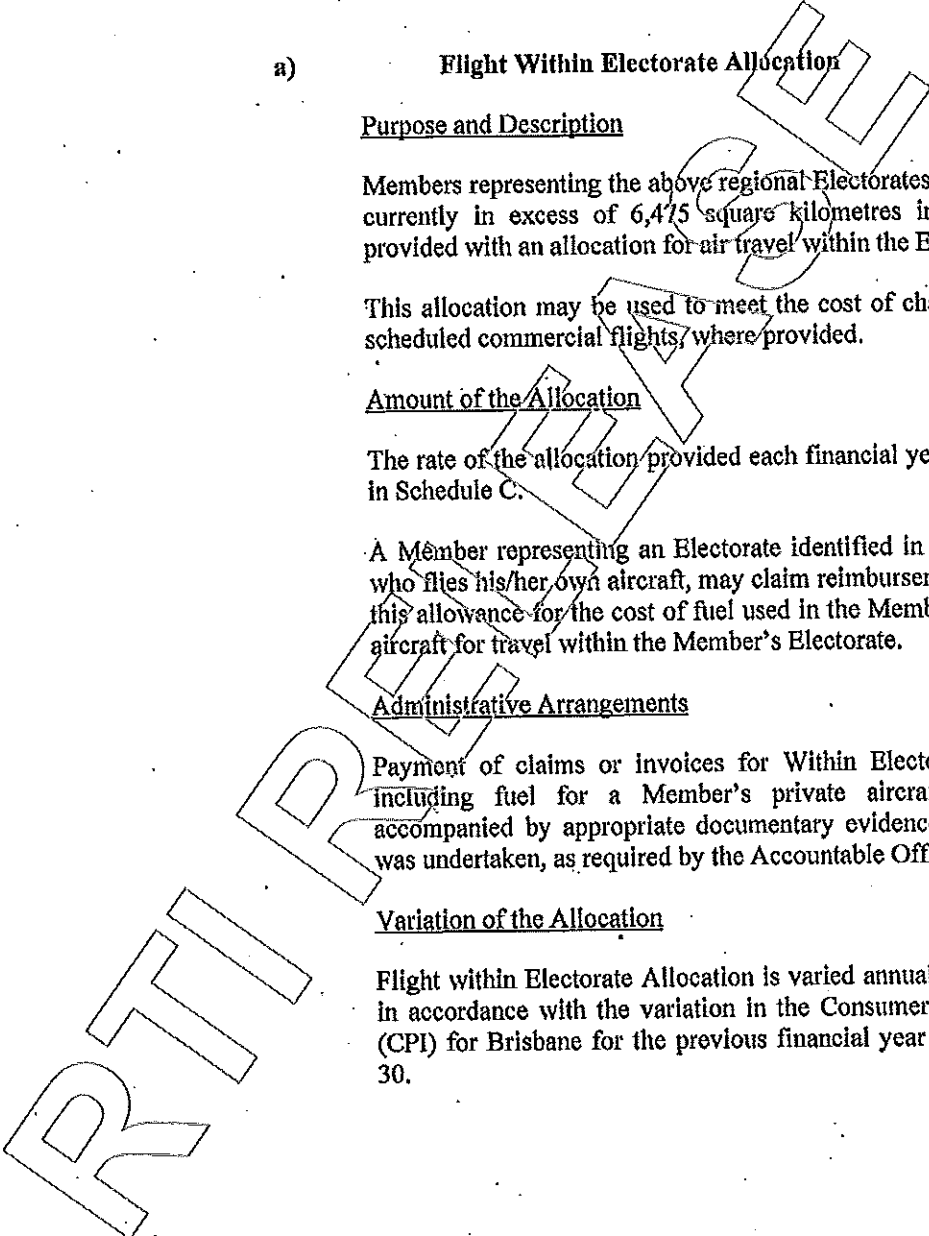 a) Flight Within Electorate Allocation
Purpose and Description
Members representing the above regional Electorates
currently in excess of 6,475 square kilometres in
provided with an allocation for air travel within the E
This allocation may be used to meet the cost of cha
scheduled commercial flights, where provided.
Amount of the Allocation
The rate of the allocation provided each financial ye
in Schedule C.
A Member representing an Electorate identified in
who flies his/her own aircraft, may claim reimburser
this allowance for the cost of fuel used in the Memb
aircraft for travel within the Member's Electorate.
Administrative Arrangements
Payment of claims or invoices for Within Elect
including fuel for a Member's private aircra
accompanied by appropriate documentary evidenc
was undertaken, as required by the Accountable Off
Variation of the Allocation
Flight within Electorate Allocation is varied annual
in accordance with the variation in the Consumer
(CPI) for Brisbane for the previous financial year
30.
RTI RELEASE